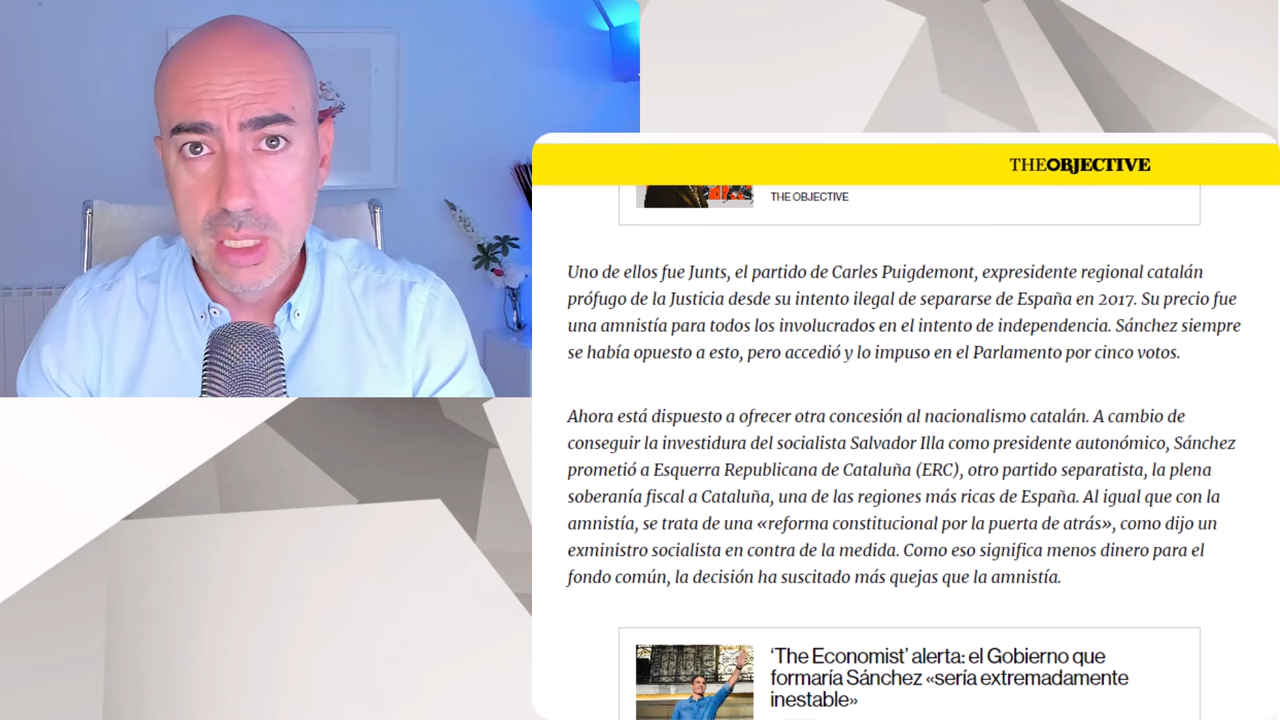 THEOBJECTIVE
THE OBJECTIVE
Uno de ellos fue Junts, el partido de Carles Puigdemont, expresidente regional catalán
prófugo de la Justicia desde su intento ilegal de separarse de España en 2017. Su precio fue
una amnistía para todos los involucrados en el intento de independencia. Sánchez siempre
se había opuesto a esto, pero accedió y lo impuso en el Parlamento por cinco votos.
Ahora está dispuesto a ofrecer otra concesión al nacionalismo catalán. A cambio de
conseguir la investidura del socialista Salvador Illa como presidente autonómico, Sánchez
prometió a Esquerra Republicana de Cataluña (ERC), otro partido separatista, la plena
soberanía fiscal a Cataluña, una de las regiones más ricas de España. Al igual que con la
amnistía, se trata de una «reforma constitucional por la puerta de atrás», como dijo un
exministro socialista en contra de la medida. Como eso significa menos dinero para el
fondo común, la decisión ha suscitado más quejas que la amnistía.
‘The Economist’ alerta: el Gobierno que
formaría Sánchez «sería extremadamente
inestable»